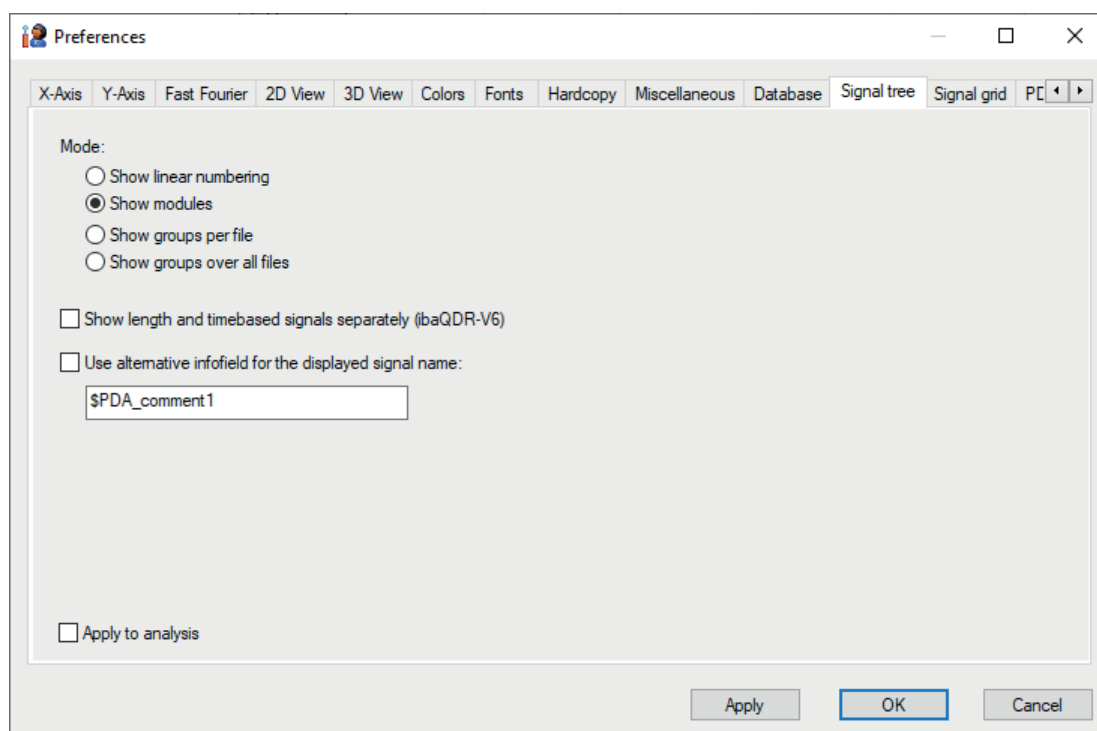 Preferences
X-Axis Y-Axis Fast Fourier 2D View 3D View Colors Fonts Hardcopy Miscellaneous Database Signal tree Signal grid
Mode:
Show linear numbering
Show modules
Show groups per file
Show groups over all files
Show length and timebased signals separately (ibaQDR-V6)
Use alternative infofield for the displayed signal name:
$PDA_comment1
Apply to analysis
Apply OK Cancel